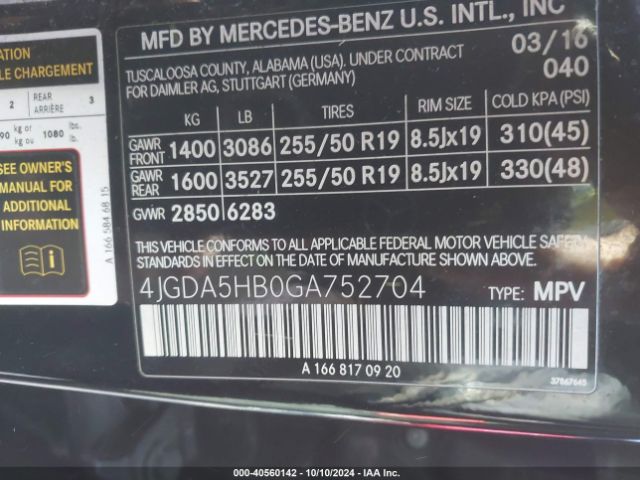 ATION
LE CHARGEMENT
2 REAR ARRIÈRE 3
90 kg or kg ou 1080 lbs. lb.
SEE OWNER'S
MANUAL FOR
ADDITIONAL
INFORMATION
A 166 584 68 15
MFD BY MERCEDES-BENZ U.S. INTL., INC
TUSCALOOSA COUNTY, ALABAMA (USA). UNDER CONTRACT
FOR DAIMLER AG, STUTTGART (GERMANY)
03/16
040
KG LB TIRES RIM SIZE COLD KPA(PSI)
GAWR FRONT 1400 3086 255/50 R19 8.5Jx19 310(45)
GAWR REAR 1600 3527 255/50 R19 8.5Jx19 330(48)
GVWR 2850 6283
THIS VEHICLE CONFORMS TO ALL APPLICABLE FEDERAL MOTOR VEHICLE SAFETY
IN EFFECT ON THE DATE OF MANUFACTURE SHOWN ABOVE
4JGDA5HB0GA752704 TYPE: MPV
A 166 817 09 20
37867645
000-40560142 - 10/10/2024 - IAA Inc.